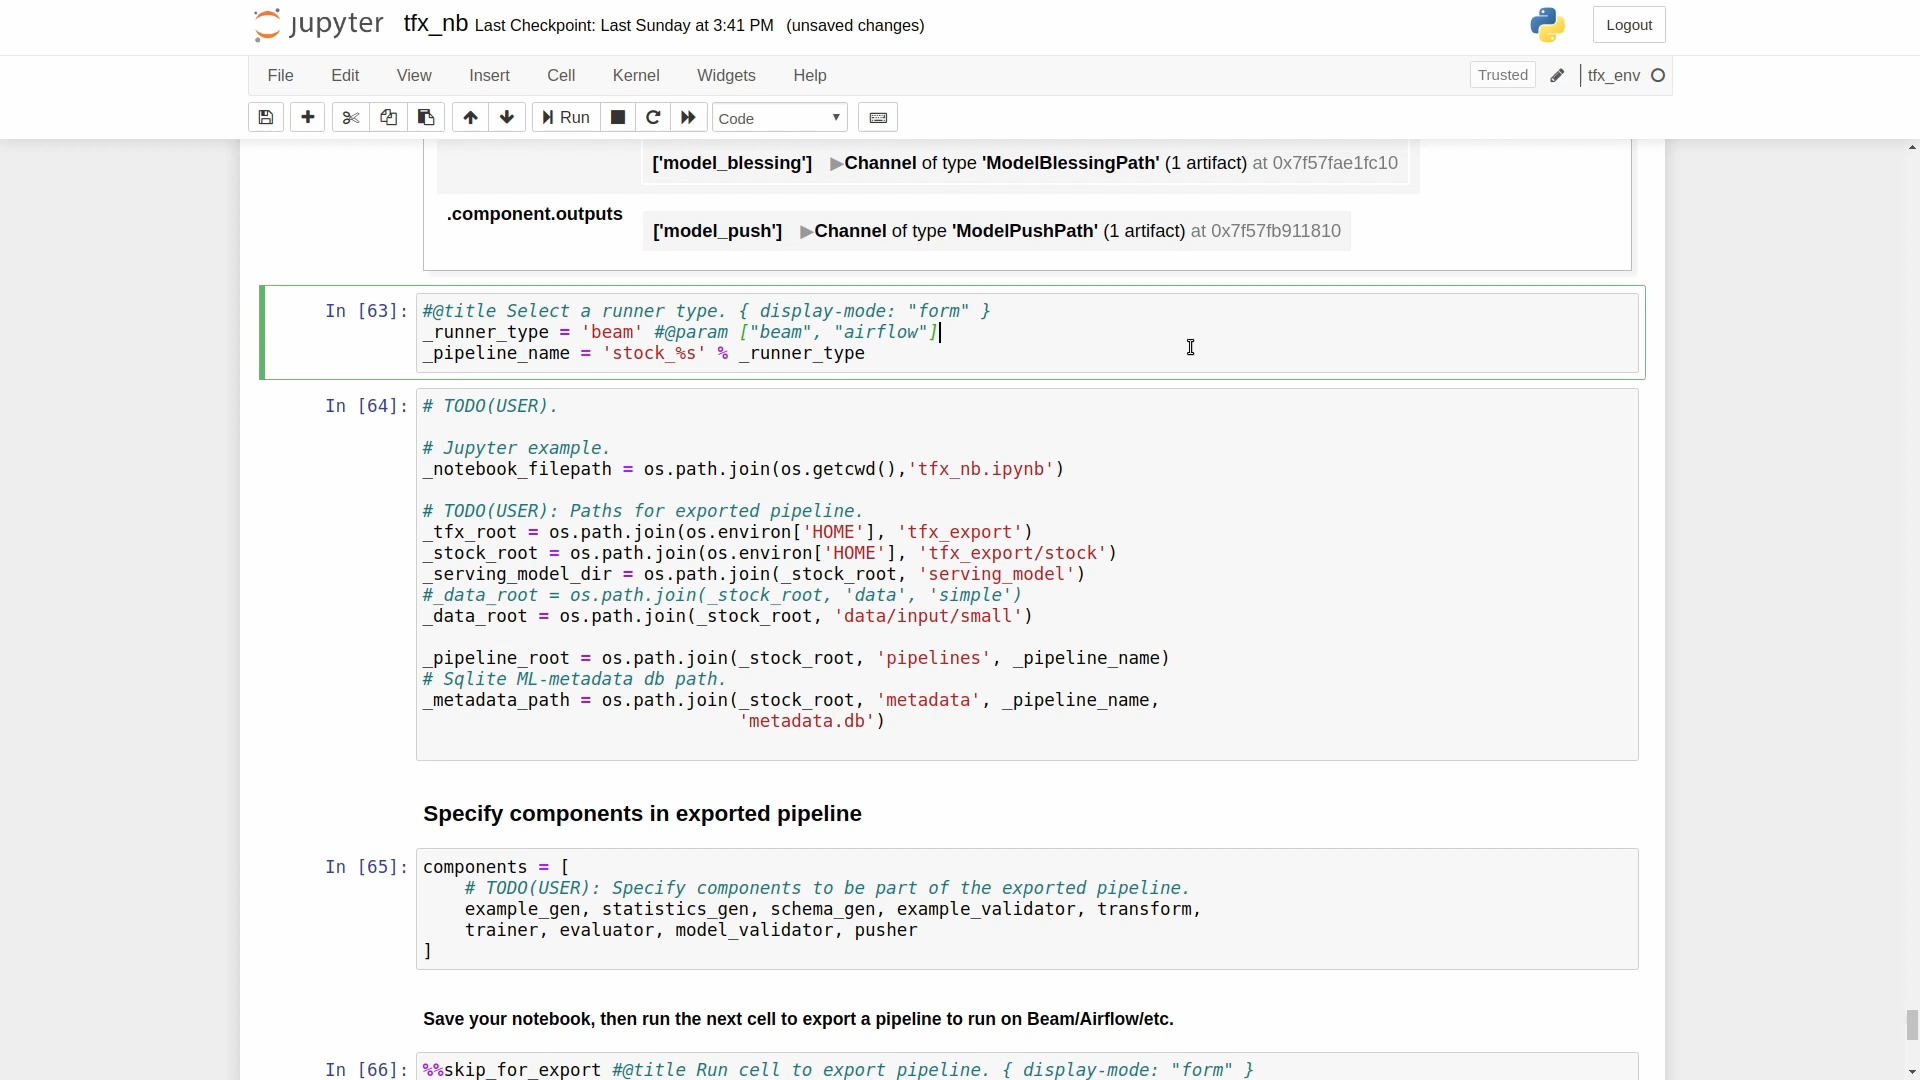 jupyter tfx_nb Last Checkpoint: Last Sunday at 3:41 PM (unsaved changes) Logout
File Edit View Insert Cell Kernel Widgets Help Trusted tfx_env
Run Code
['model_blessing'] ▶Channel of type 'ModelBlessingPath' (1 artifact) at 0x7f57fae1fc10
.component.outputs
['model_push'] ▶Channel of type 'ModelPushPath' (1 artifact) at 0x7f57fb911810
In [63]: #@title Select a runner type. { display-mode: "form" }
_runner_type = 'beam' #@param ["beam", "airflow"]
_pipeline_name = 'stock_%s' % _runner_type
In [64]: # TODO(USER).
# Jupyter example.
_notebook_filepath = os.path.join(os.getcwd(),'tfx_nb.ipynb')
# TODO(USER): Paths for exported pipeline.
_tfx_root = os.path.join(os.environ['HOME'], 'tfx_export')
_stock_root = os.path.join(os.environ['HOME'], 'tfx_export/stock')
_serving_model_dir = os.path.join(_stock_root, 'serving_model')
#_data_root = os.path.join(_stock_root, 'data', 'simple')
_data_root = os.path.join(_stock_root, 'data/input/small')
_pipeline_root = os.path.join(_stock_root, 'pipelines', _pipeline_name)
# Sqlite ML-metadata db path.
_metadata_path = os.path.join(_stock_root, 'metadata', _pipeline_name,
'metadata.db')
Specify components in exported pipeline
In [65]: components = [
# TODO(USER): Specify components to be part of the exported pipeline.
example_gen, statistics_gen, schema_gen, example_validator, transform,
trainer, evaluator, model_validator, pusher
]
Save your notebook, then run the next cell to export a pipeline to run on Beam/Airflow/etc.
In [66]: %%skip_for_export #@title Run cell to export pipeline. { display-mode: "form" }